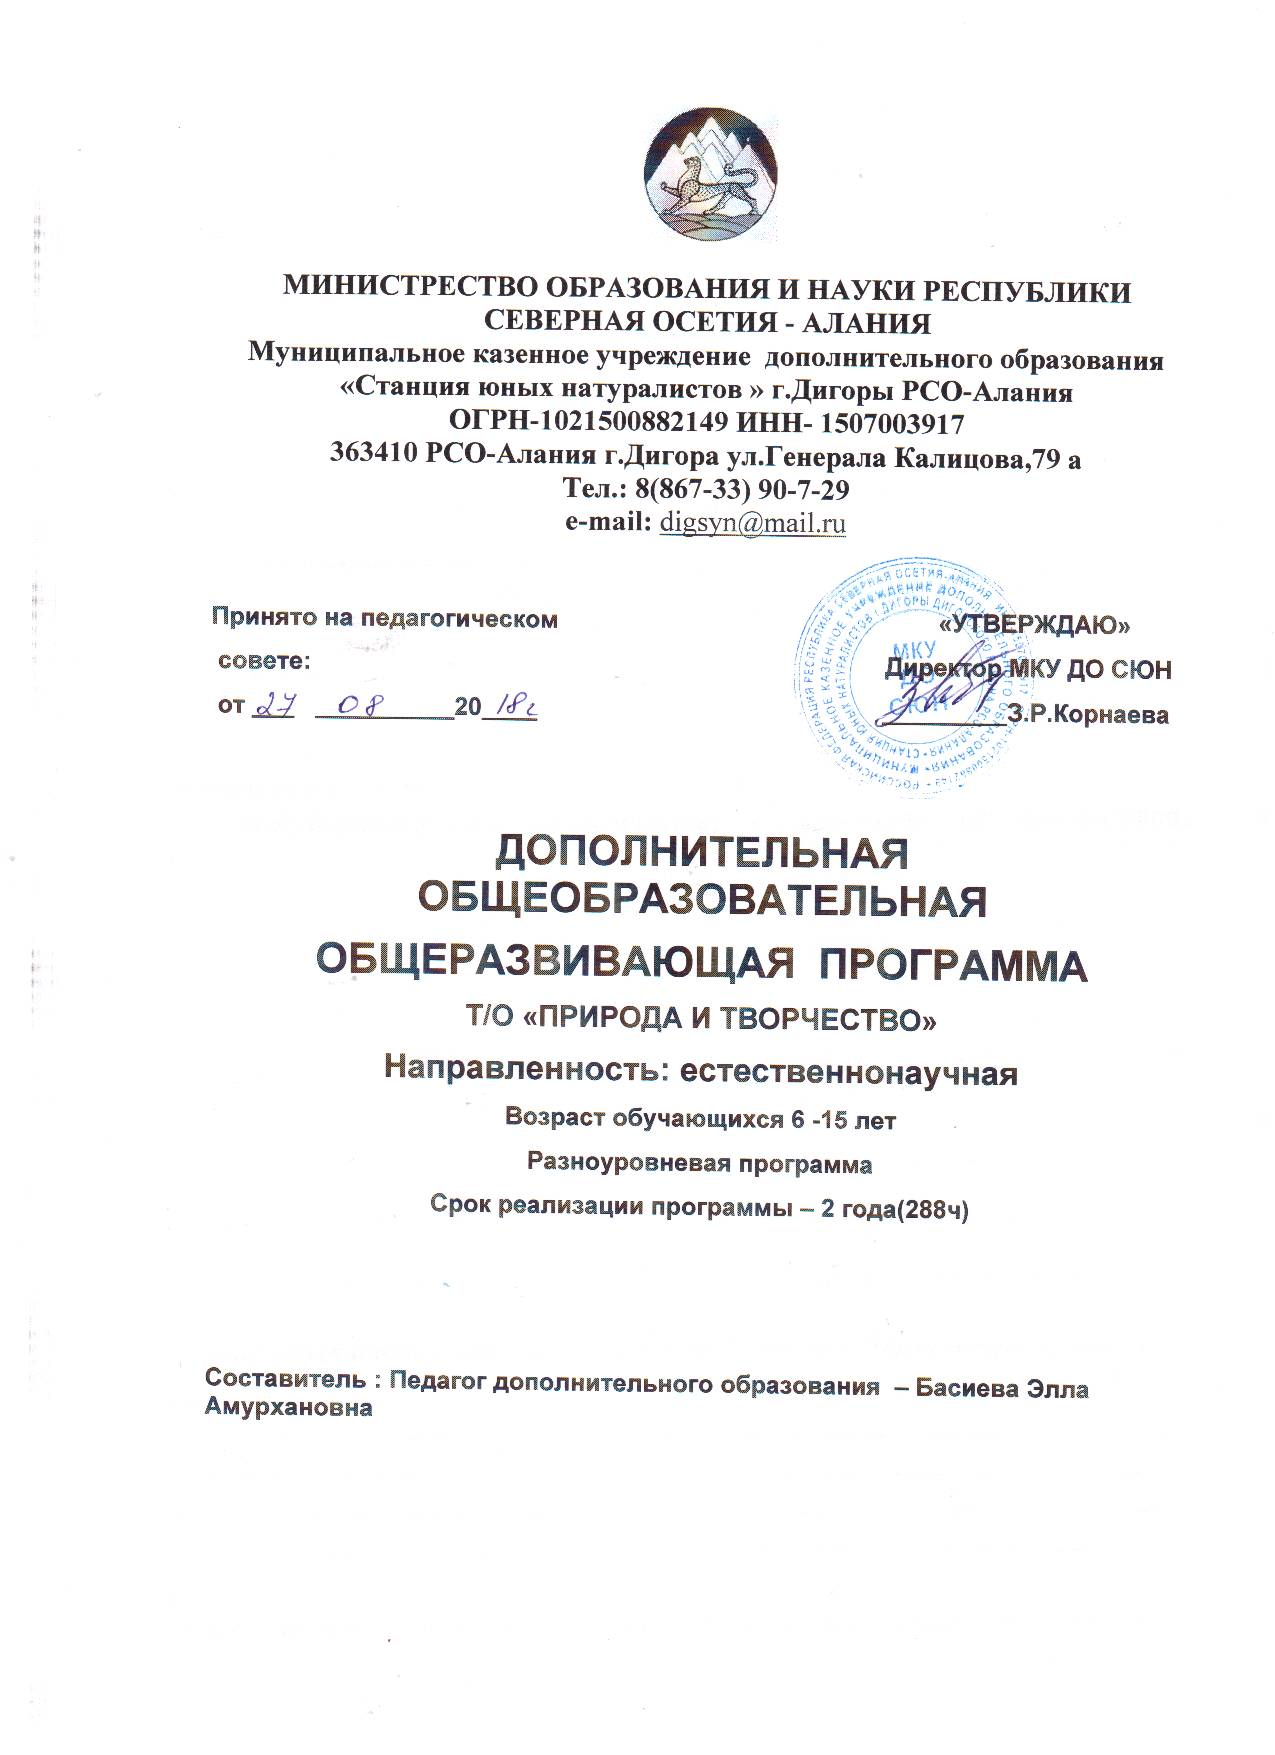 МИНИСТРЕСТВО ОБРАЗОВАНИЯ И НАУКИ РЕСПУБЛИКИ
СЕВЕРНАЯ ОСЕТИЯ - АЛАНИЯ
Муниципальное казенное учреждение дополнительного образования
«Станция юных натуралистов » г.Дигоры РСО-Алания
ОГРН-1021500882149 ИНН- 1507003917
363410 РСО-Алания г.Дигора ул.Генерала Калицова,79 а
Тел.: 8(867-33) 90-7-29
e-mail: digsyn@mail.ru
Принято на педагогическом
совете:
от 27 08 2018г
«УТВЕРЖДАЮ»
Директор МКУ ДО СЮН
З.Р.Корнаева
МКУ
ДО
СЮН
ДОПОЛНИТЕЛЬНАЯ
ОБЩЕОБРАЗОВАТЕЛЬНАЯ
ОБЩЕРАЗВИВАЮЩАЯ ПРОГРАММА
Т/О «ПРИРОДА И ТВОРЧЕСТВО»
Направленность: естественнонаучная
Возраст обучающихся 6 -15 лет
Разноуровневая программа
Срок реализации программы – 2 года(288ч)
Составитель : Педагог дополнительного образования – Басиева Элла
Амурхановна